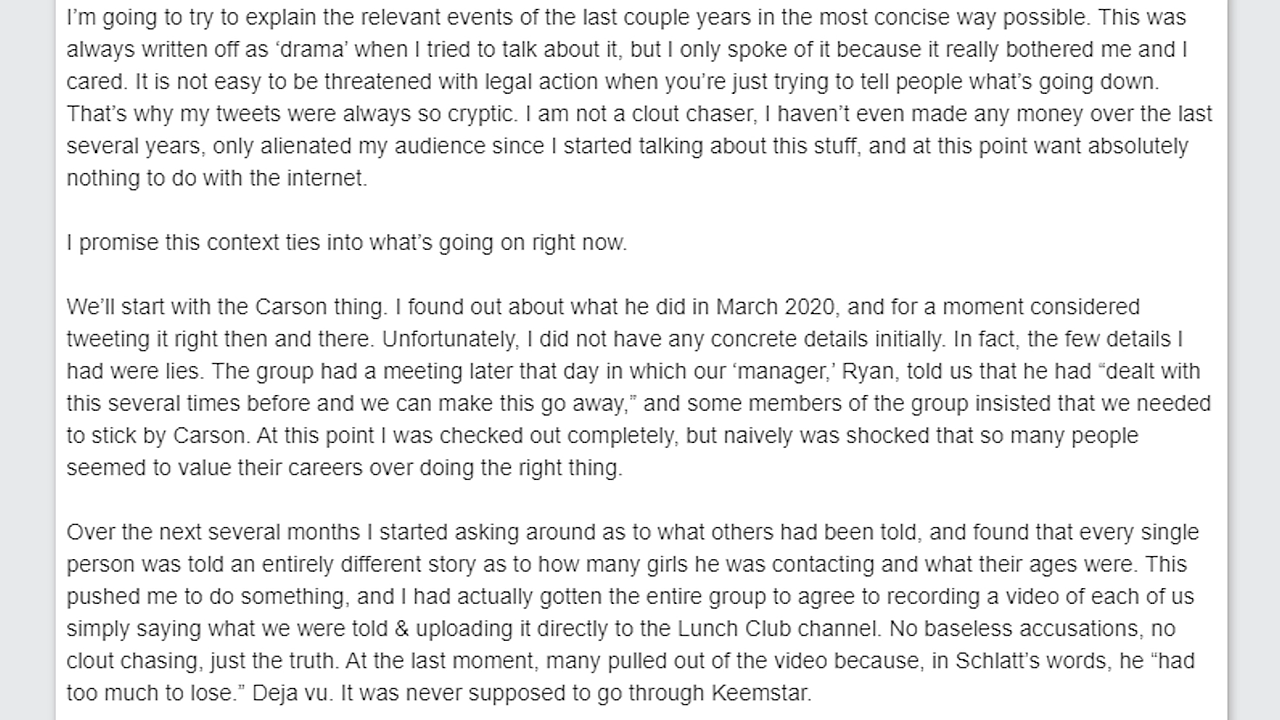 I’m going to try to explain the relevant events of the last couple years in the most concise way possible. This was
always written off as ‘drama’ when I tried to talk about it, but I only spoke of it because it really bothered me and I
cared. It is not easy to be threatened with legal action when you’re just trying to tell people what’s going down.
That’s why my tweets were always so cryptic. I am not a clout chaser, I haven’t even made any money over the last
several years, only alienated my audience since I started talking about this stuff, and at this point want absolutely
nothing to do with the internet.
I promise this context ties into what’s going on right now.
We’ll start with the Carson thing. I found out about what he did in March 2020, and for a moment considered
tweeting it right then and there. Unfortunately, I did not have any concrete details initially. In fact, the few details I
had were lies. The group had a meeting later that day in which our ‘manager,’ Ryan, told us that he had “dealt with
this several times before and we can make this go away,” and some members of the group insisted that we needed
to stick by Carson. At this point I was checked out completely, but naively was shocked that so many people
seemed to value their careers over doing the right thing.
Over the next several months I started asking around as to what others had been told, and found that every single
person was told an entirely different story as to how many girls he was contacting and what their ages were. This
pushed me to do something, and I had actually gotten the entire group to agree to recording a video of each of us
simply saying what we were told & uploading it directly to the Lunch Club channel. No baseless accusations, no
clout chasing, just the truth. At the last moment, many pulled out of the video because, in Schlatt’s words, he “had
too much to lose.” Deja vu. It was never supposed to go through Keemstar.